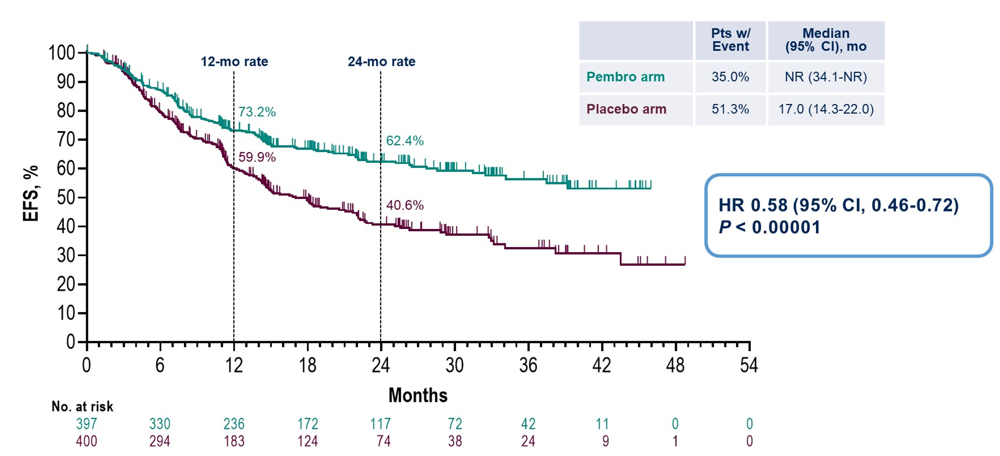 Pts w/ Event
Median (95% CI), mo
Pembro arm 35.0% NR (34.1-NR)
Placebo arm 51.3% 17.0 (14.3-22.0)
12-mo rate 24-mo rate
73.2%
59.9%
62.4%
40.6%
HR 0.58 (95% CI, 0.46-0.72)
P < 0.00001
EFS, %
100
90
80
70
60
50
40
30
20
10
0
0 6 12 18 24 30 36 42 48 54
Months
No. at risk
397 330 236 172 117 72 42 11 0 0
400 294 183 124 74 38 24 9 1 0